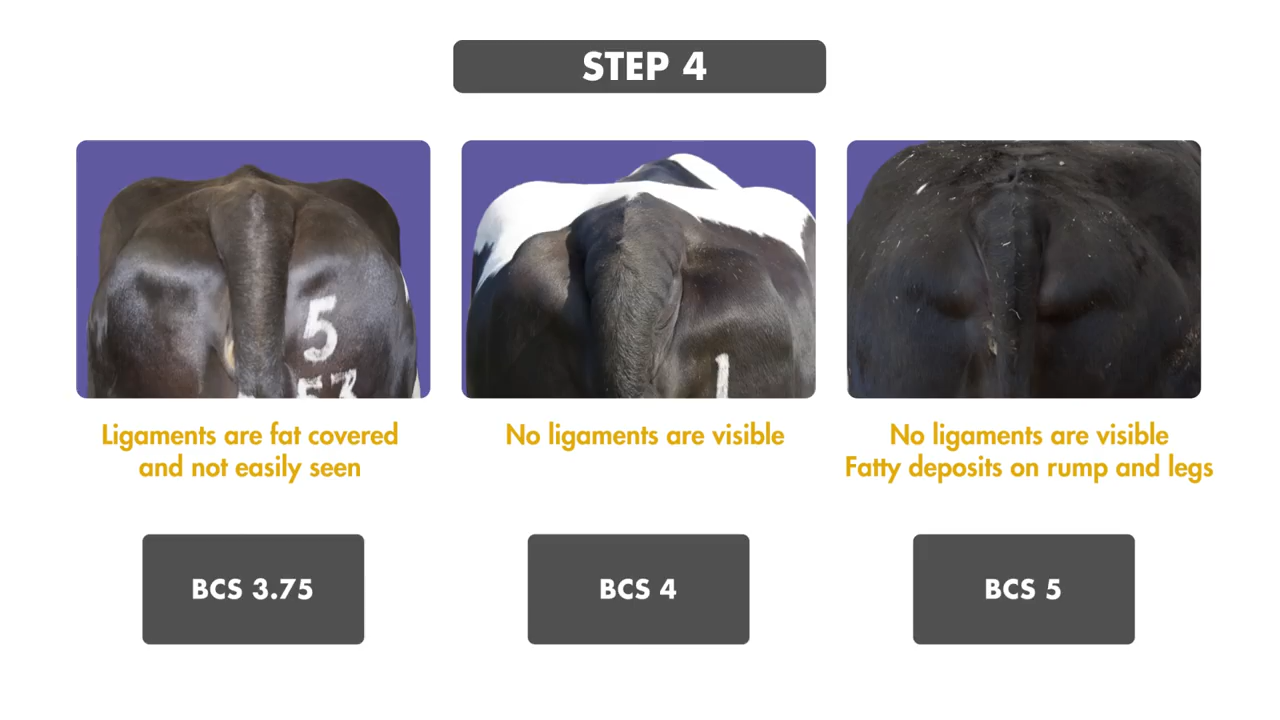 STEP 4
5
Ligaments are fat covered
and not easily seen
No ligaments are visible
No ligaments are visible
Fatty deposits on rump and legs
BCS 3.75
BCS 4
BCS 5